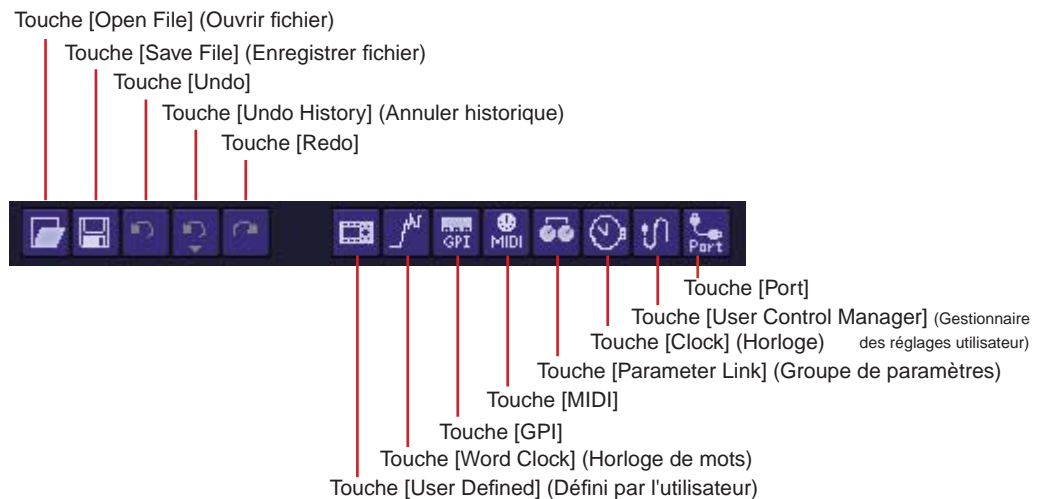 Touche [Open File] (Ouvrir fichier)
Touche [Save File] (Enregistrer fichier)
Touche [Undo]
Touche [Undo History] (Annuler historique)
Touche [Redo]
GPI
MIDI
Port
Touche [Port]
Touche [User Control Manager] (Gestionnaire
des réglages utilisateur)
Touche [Clock] (Horloge)
Touche [Parameter Link] (Groupe de paramètres)
Touche [MIDI]
Touche [GPI]
Touche [Word Clock] (Horloge de mots)
Touche [User Defined] (Défini par l'utilisateur)